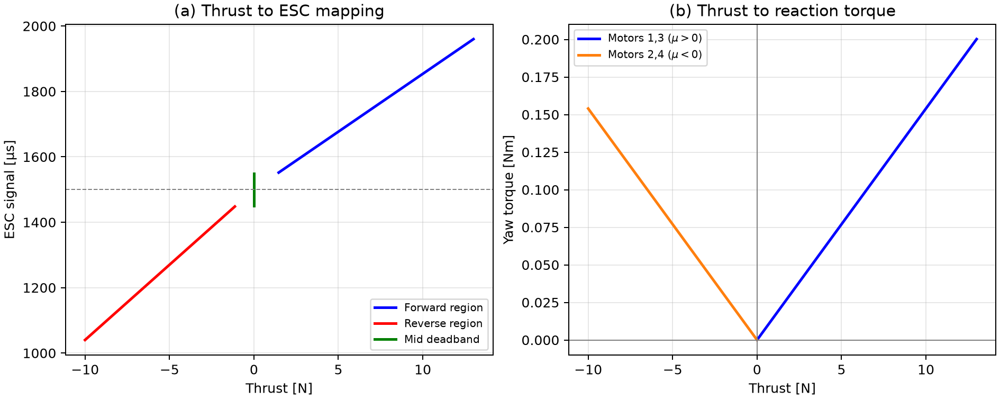 (a) Thrust to ESC mapping
ESC signal [µs]
2000
1800
1600
1400
1200
1000
−10
−5
0
5
10
Thrust [N]
Forward region
Reverse region
Mid deadband
(b) Thrust to reaction torque
Yaw torque [Nm]
0.200
0.175
0.150
0.125
0.100
0.075
0.050
0.025
0.000
−10
−5
0
5
10
Thrust [N]
Motors 1,3 (μ > 0)
Motors 2,4 (μ < 0)